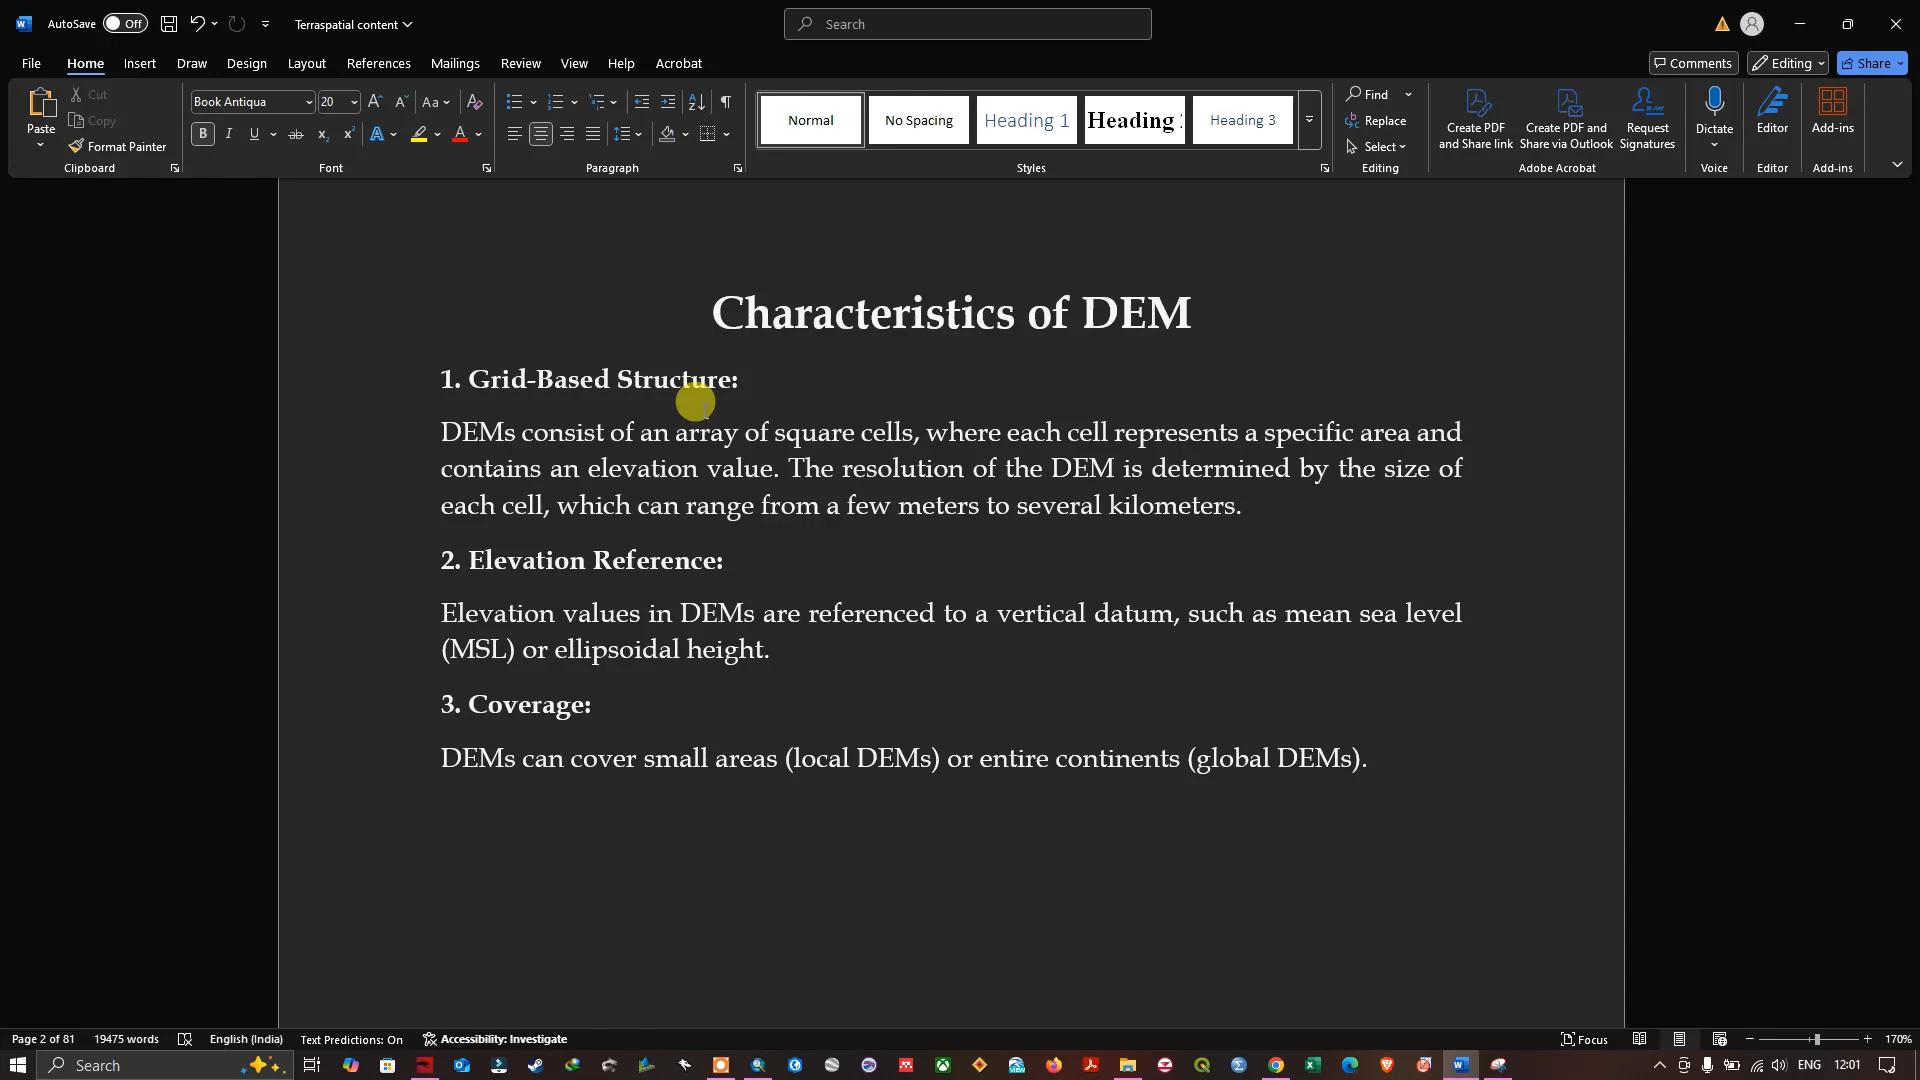 AutoSave Off Terraspatial content Search
File Home Insert Draw Design Layout References Mailings Review View Help Acrobat Comments Editing Share
Paste Cut Copy Format Painter Clipboard
Book Antiqua 20 Aa
B I U ab x₂ x² A A Font
Paragraph
Normal No Spacing Heading 1 Heading Heading 3
Styles
Find Replace Select Editing
Create PDF and Share link Create PDF and Share via Outlook Request Signatures
Adobe Acrobat
Dictate Voice
Editor Editor
Add-ins Add-ins
Characteristics of DEM
1. Grid-Based Structure:
DEMs consist of an array of square cells, where each cell represents a specific area and
contains an elevation value. The resolution of the DEM is determined by the size of
each cell, which can range from a few meters to several kilometers.
2. Elevation Reference:
Elevation values in DEMs are referenced to a vertical datum, such as mean sea level
(MSL) or ellipsoidal height.
3. Coverage:
DEMs can cover small areas (local DEMs) or entire continents (global DEMs).
Page 2 of 81 19475 words English (India) Text Predictions: On Accessibility: Investigate Focus 170%
Search ENG 12:01